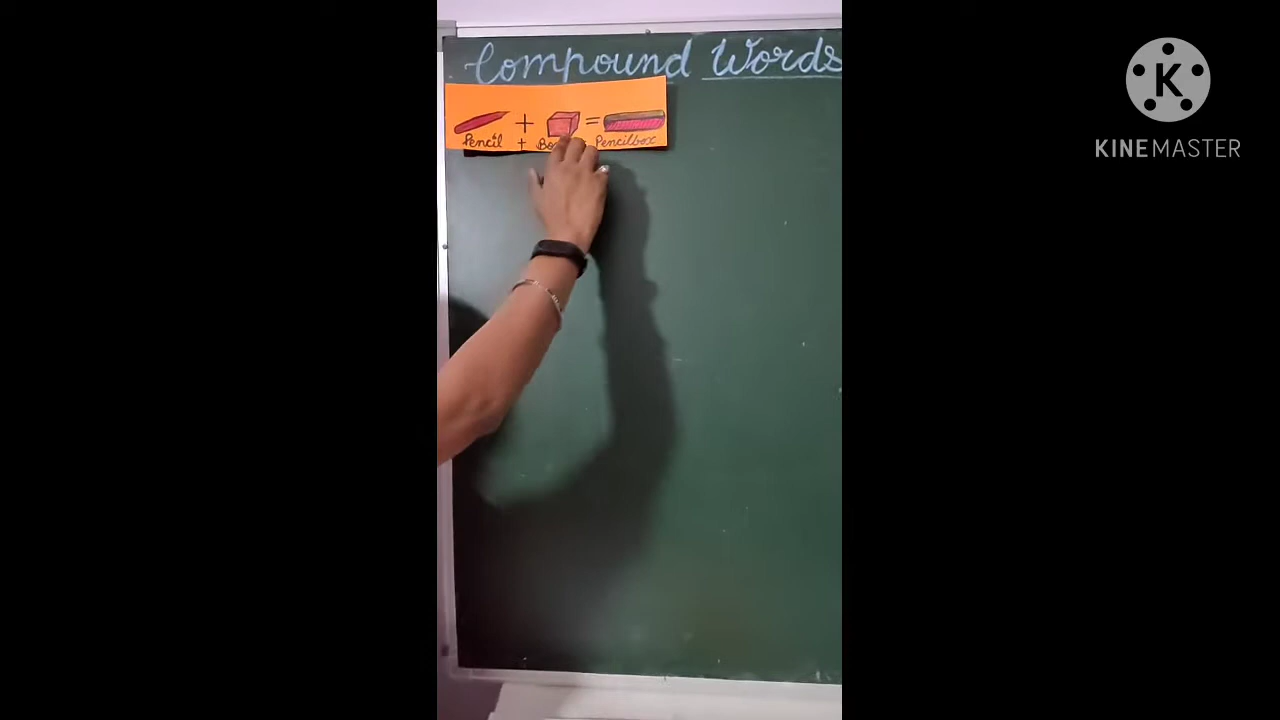 Compound Words
+ =
Pencil + Box Pencilbox
K
KINEMASTER